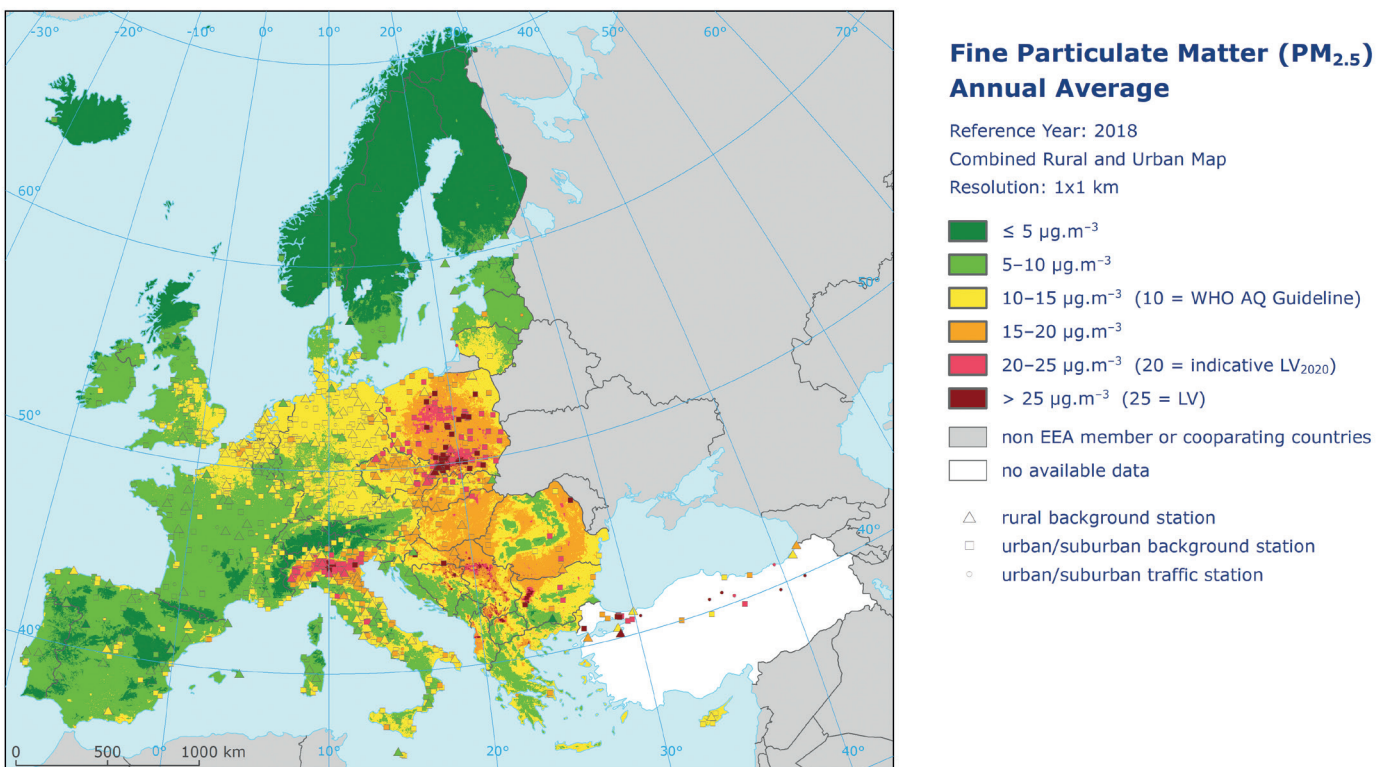 -30° -20° -10° 0° 10° 20° 30° 40° 50° 60° 70°
60°
50°
50°
40°
40°
0 500 0° 1000 km 10° 20° 30° 40°
Fine Particulate Matter (PM₂.₅)
Annual Average
Reference Year: 2018
Combined Rural and Urban Map
Resolution: 1x1 km
≤ 5 µg.m⁻³
5–10 µg.m⁻³
10–15 µg.m⁻³ (10 = WHO AQ Guideline)
15–20 µg.m⁻³
20–25 µg.m⁻³ (20 = indicative LV₂₀₂₀)
> 25 µg.m⁻³ (25 = LV)
non EEA member or cooparating countries
no available data
rural background station
urban/suburban background station
urban/suburban traffic station